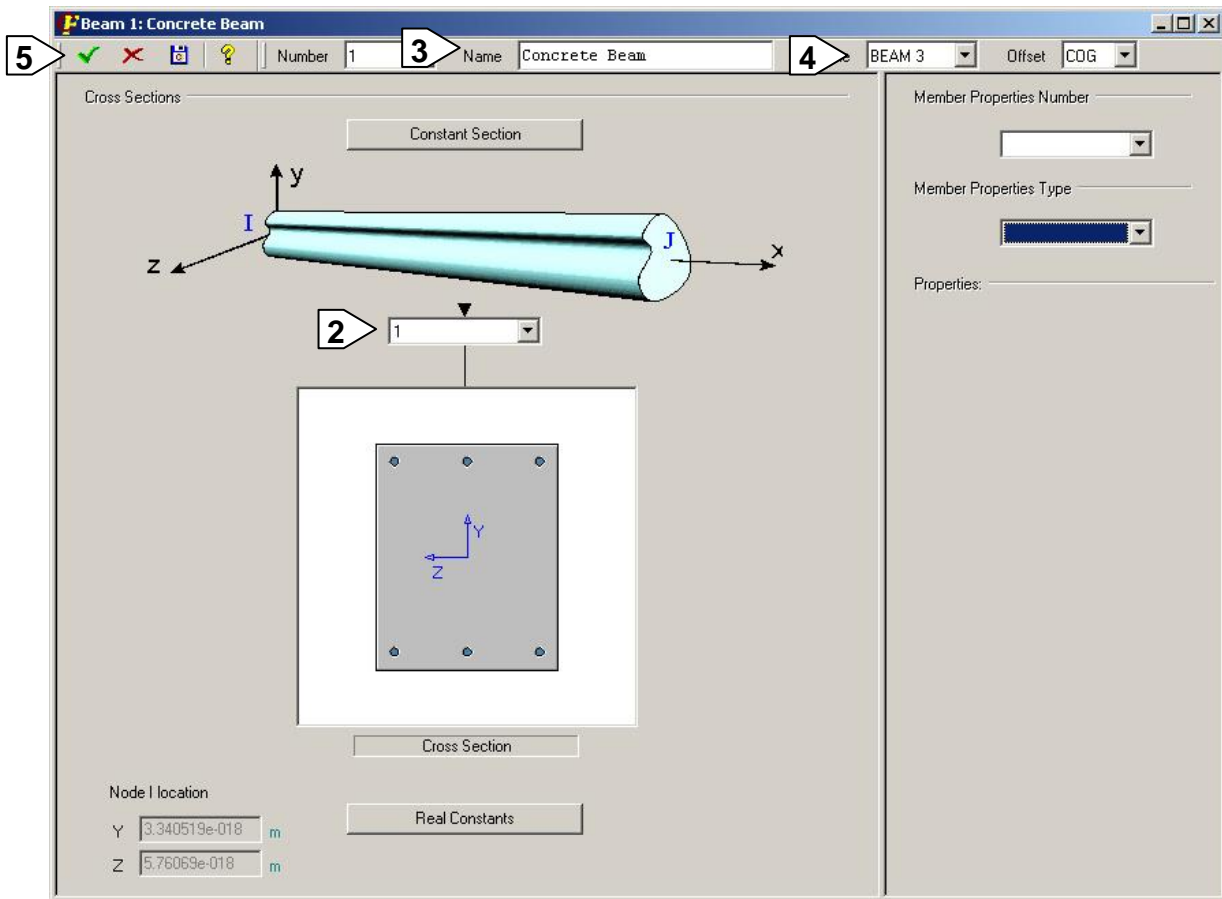 Beam 1: Concrete Beam
5
Number 1
3
Name Concrete Beam
4
e BEAM 3
Offset COG
Cross Sections
Constant Section
y
I
J
z
x
2
1
Y
Z
Cross Section
Node I location
Y 3.340519e-018 m
Z 5.76069e-018 m
Real Constants
Member Properties Number
Member Properties Type
Properties: